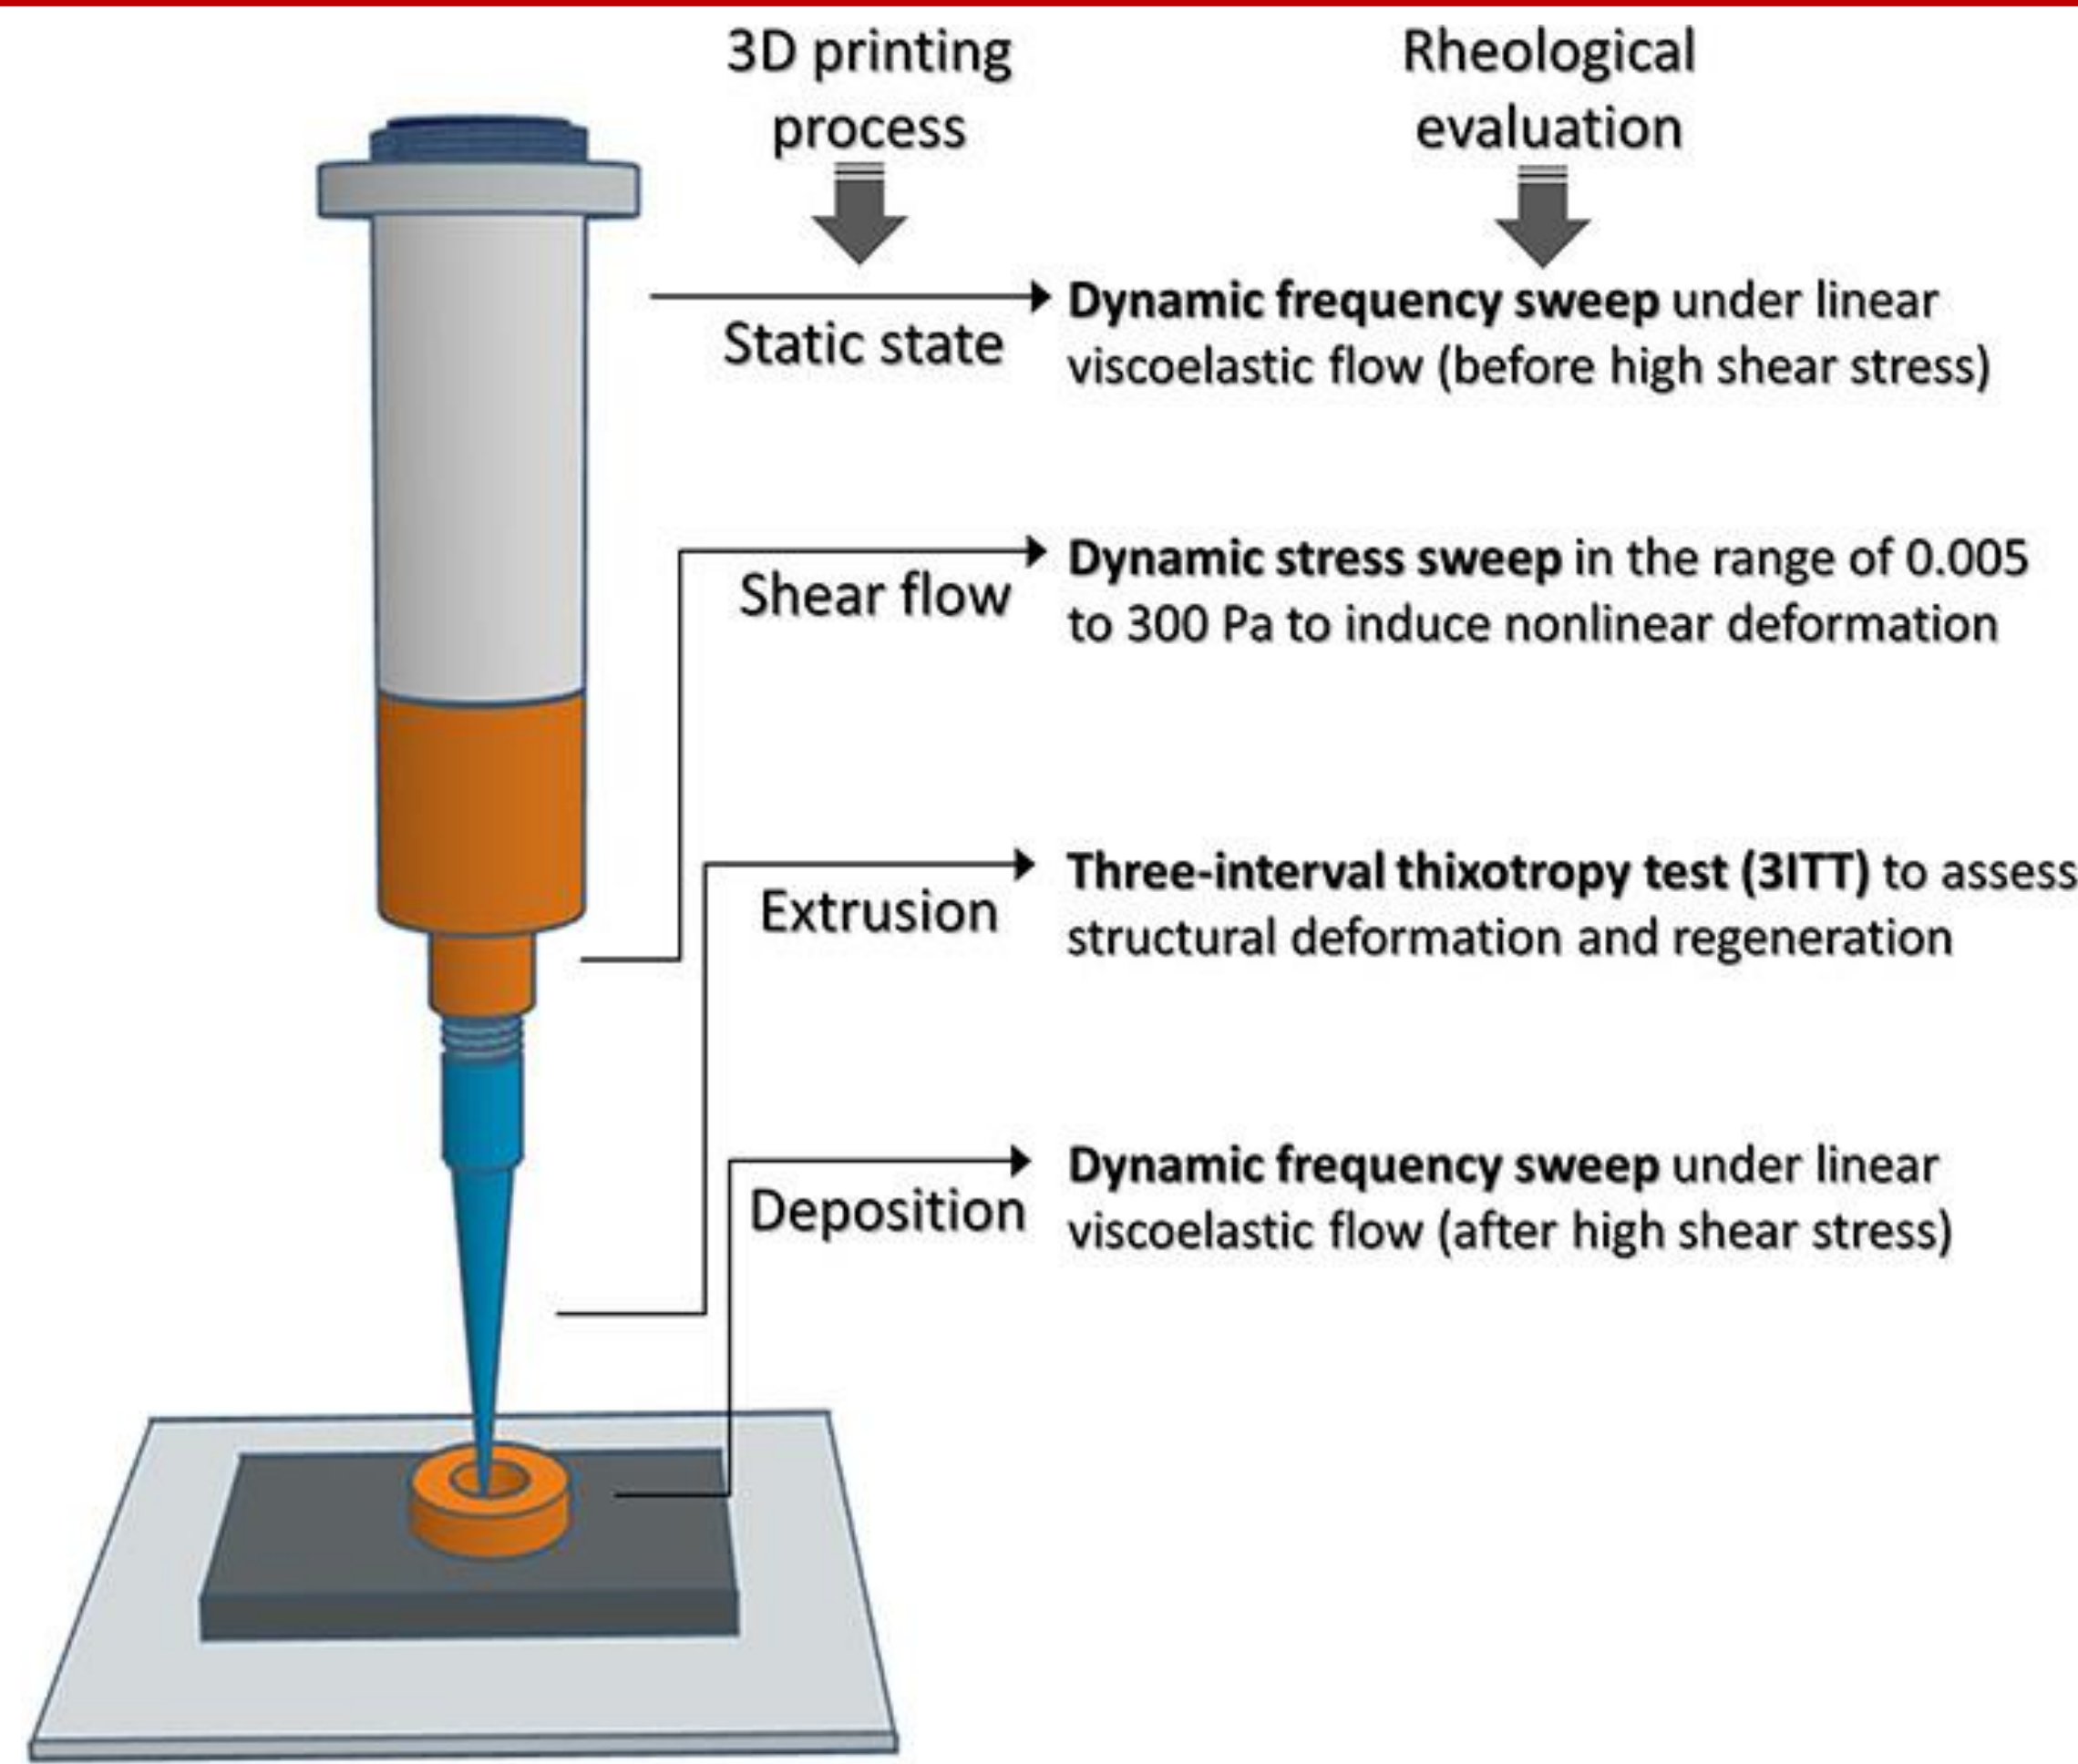 3D printing
process
Rheological
evaluation
Static state
Dynamic frequency sweep under linear
viscoelastic flow (before high shear stress)
Shear flow
Dynamic stress sweep in the range of 0.005
to 300 Pa to induce nonlinear deformation
Extrusion
Three-interval thixotropy test (3ITT) to assess
structural deformation and regeneration
Deposition
Dynamic frequency sweep under linear
viscoelastic flow (after high shear stress)